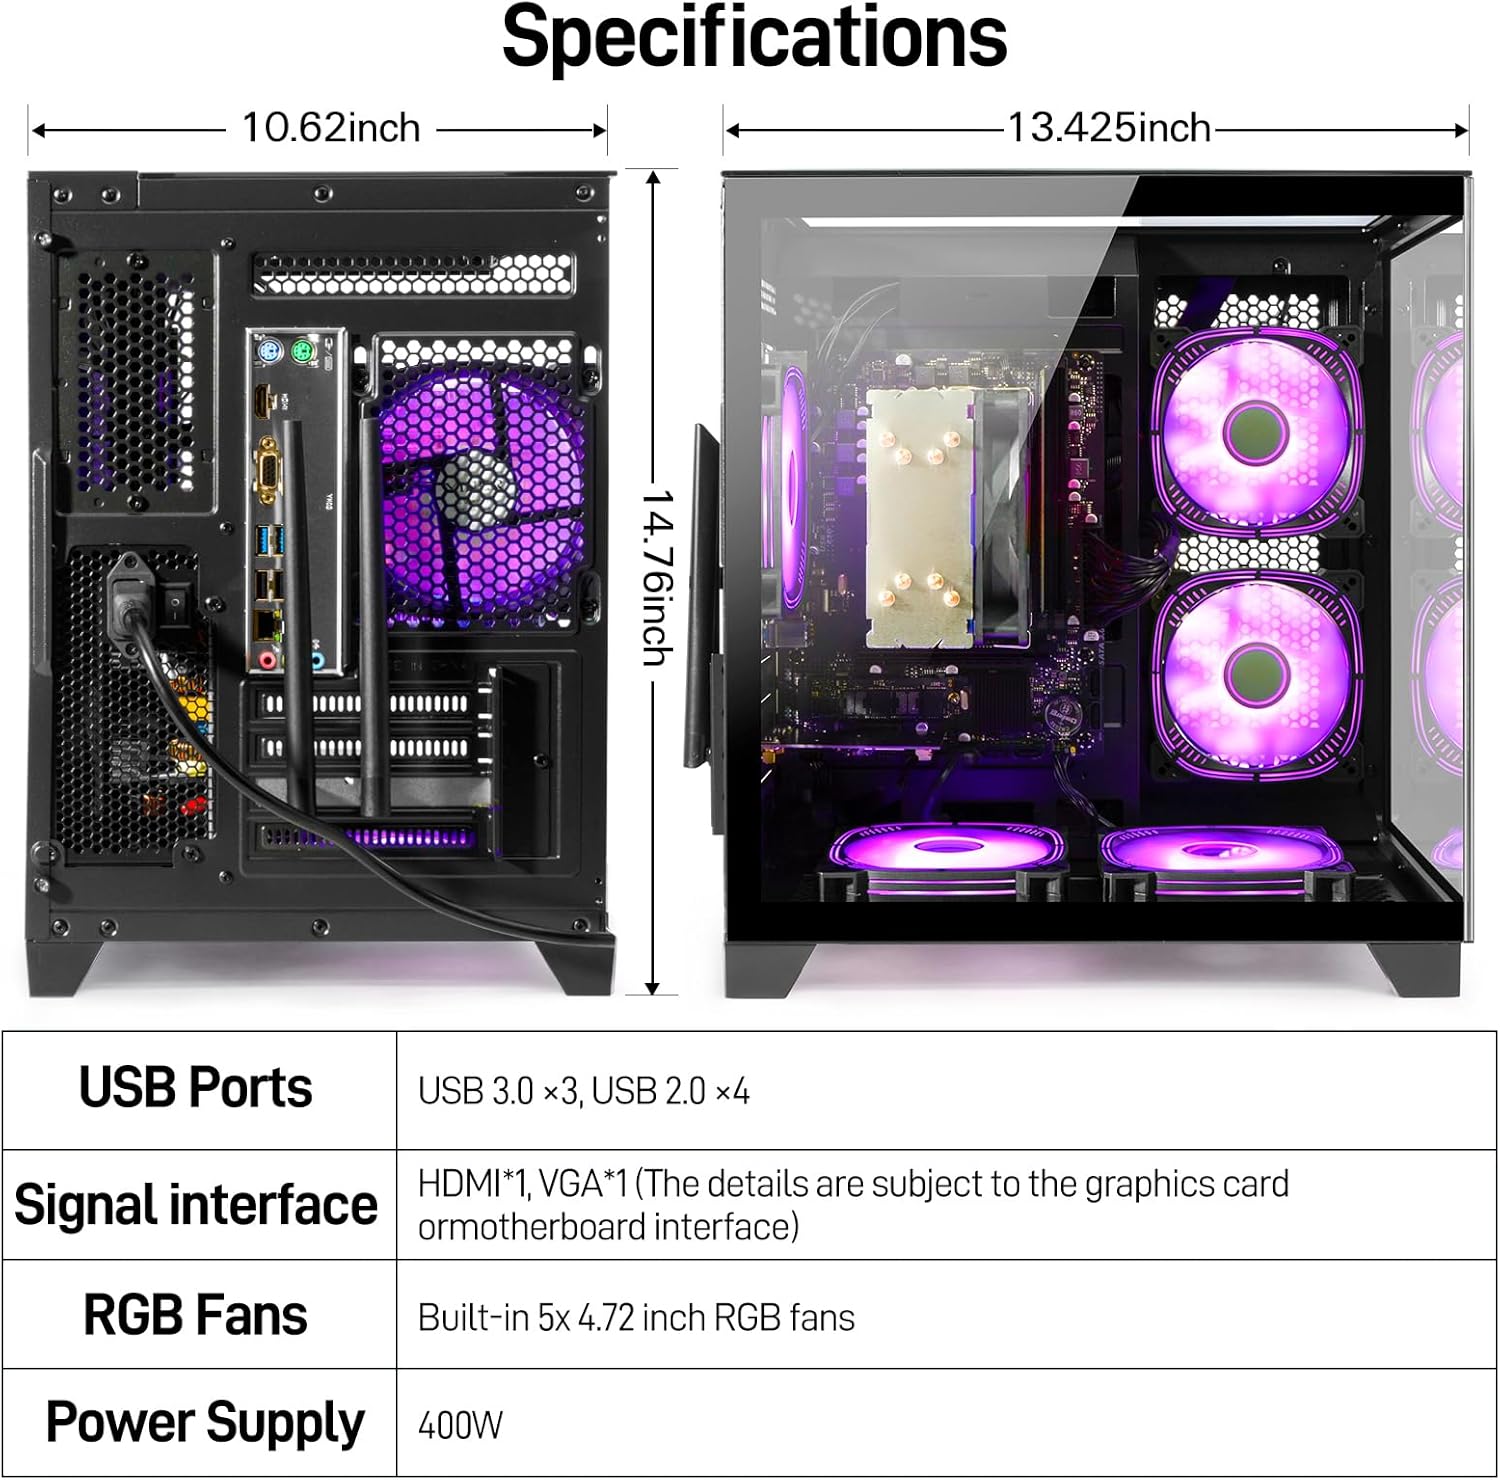 Specifications
10.62inch
13.425inch
14.76inch
HDMI
SATA
USB Ports
USB 3.0 ×3, USB 2.0 ×4
Signal interface
HDMI*1, VGA*1 (The details are subject to the graphics card
ormotherboard interface)
RGB Fans
Built-in 5x 4.72 inch RGB fans
Power Supply
400W